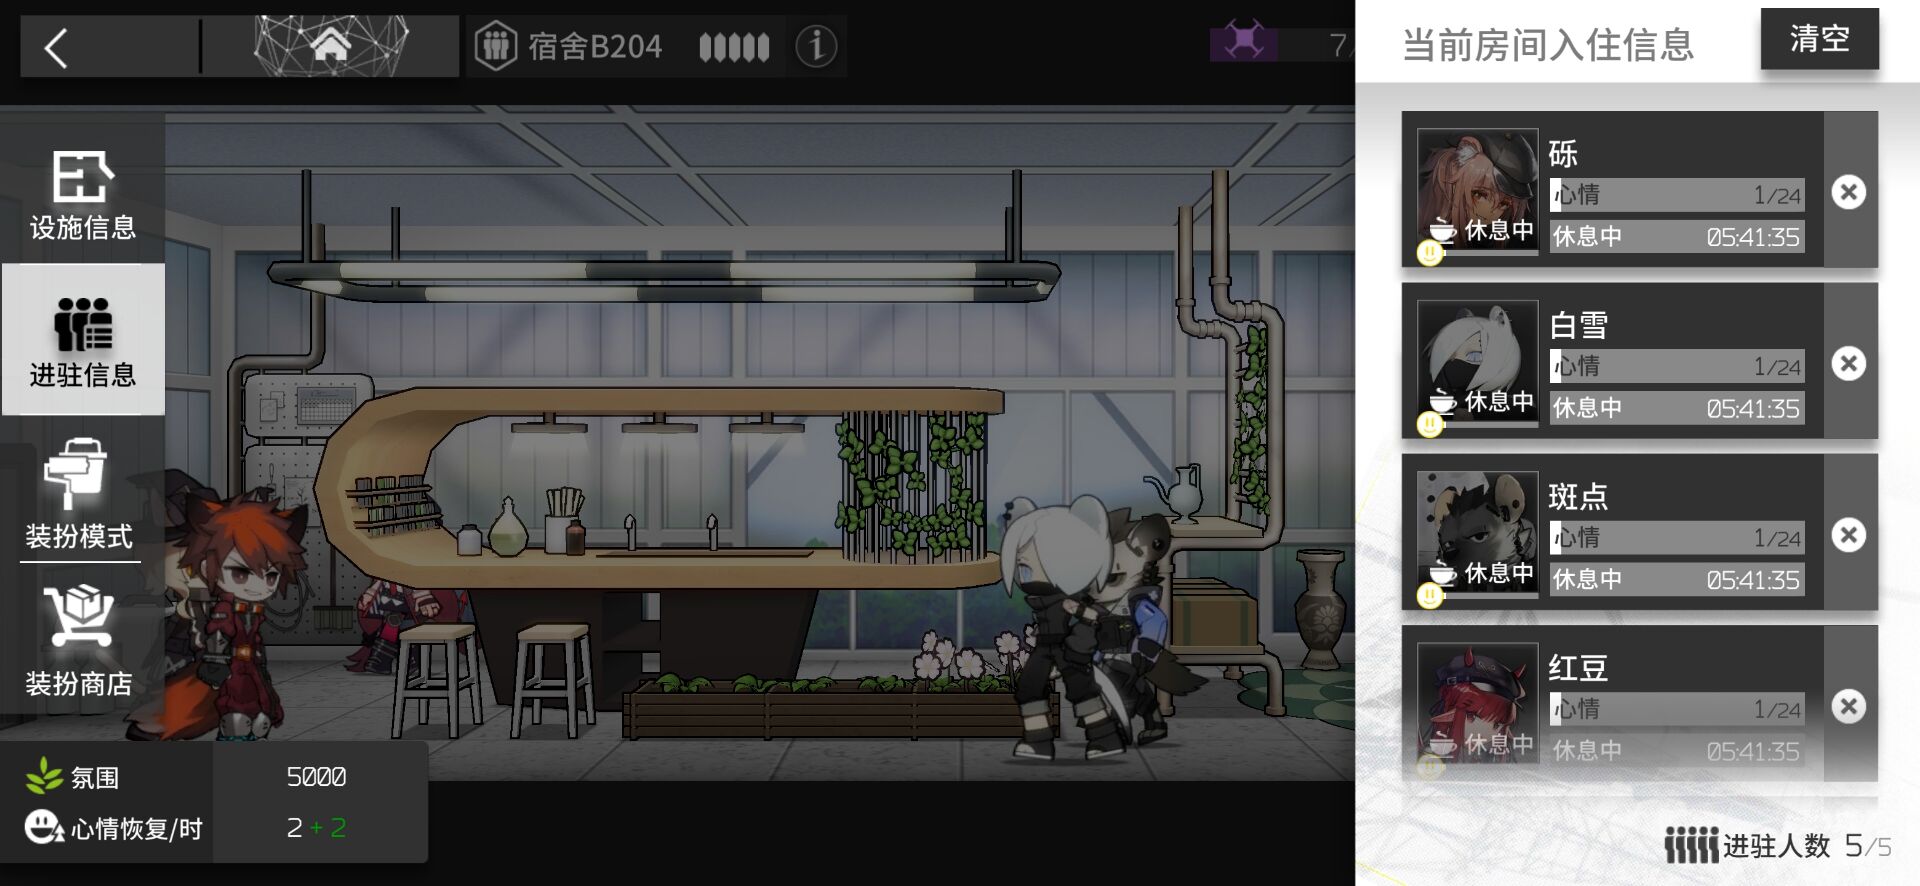 宿舍B204
7/
当前房间入住信息
清空
设施信息
进驻信息
装扮模式
装扮商店
氛围 5000
心情恢复/时 2 + 2
砾
心情 1/24
休息中
休息中 05:41:35
白雪
心情 1/24
休息中
休息中 05:41:35
斑点
心情 1/24
休息中
休息中 05:41:35
红豆
心情 1/24
休息中
休息中 05:41:35
进驻人数 5/5